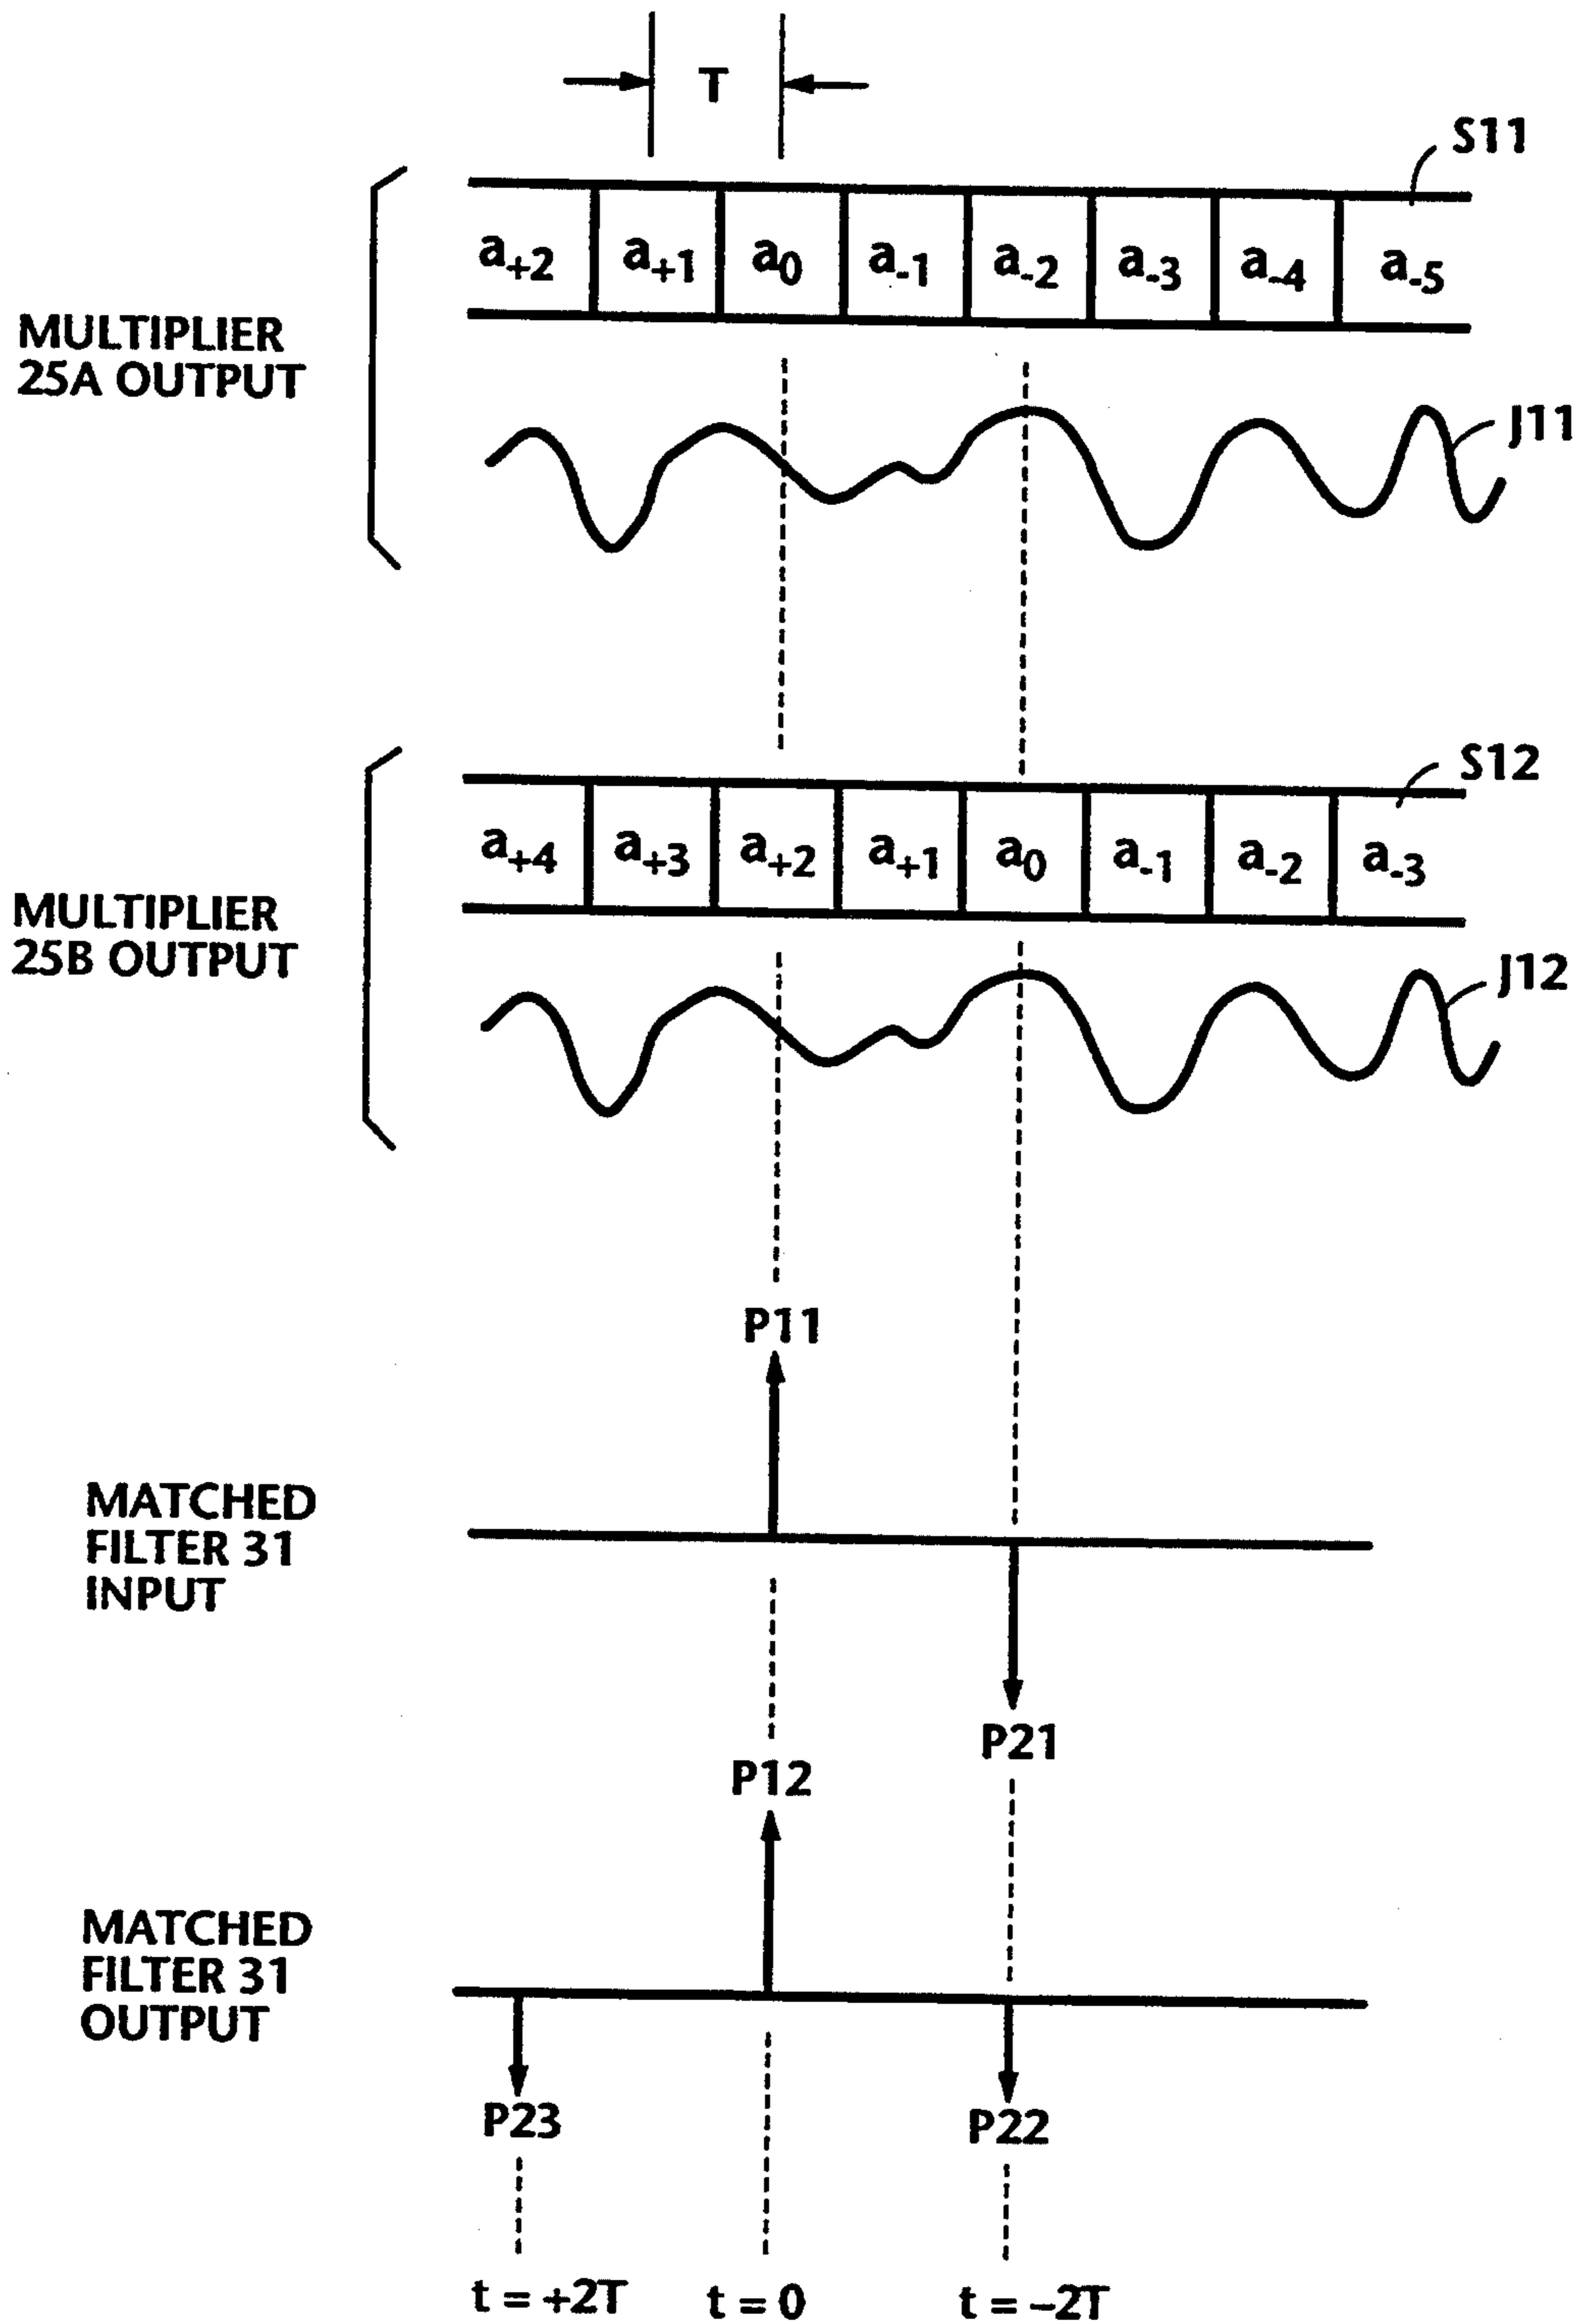 T
S11
a+2 a+1 a0 a-1 a-2 a-3 a-4 a-5
MULTIPLIER
25A OUTPUT
J11
S12
a+4 a+3 a+2 a+1 a0 a-1 a-2 a-3
MULTIPLIER
25B OUTPUT
J12
P11
MATCHED
FILTER 31
INPUT
P21
P12
MATCHED
FILTER 31
OUTPUT
P23
P22
t = +2T
t = 0
t = –2T